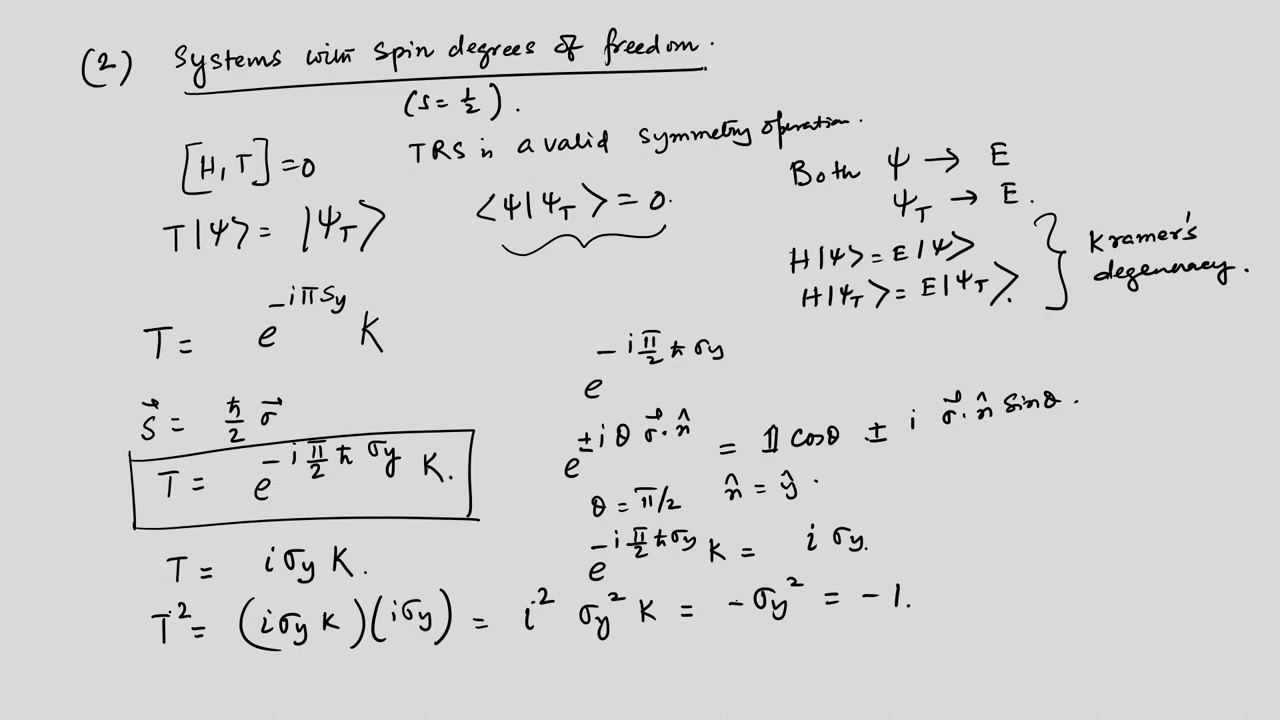 (2) Systems with spin degrees of freedom.
(S = 1/2).
[H, T] = 0 TRS is a valid symmetry operation.
T|ψ⟩ = |ψ_T⟩ ⟨ψ|ψ_T⟩ = 0.
Both ψ → E
ψ_T → E.
H|ψ⟩ = E|ψ⟩
H|ψ_T⟩ = E|ψ_T⟩.
Kramer's
degeneracy.
T = e^{-iπS_y} K
S⃗ = ħ/2 σ⃗
T = e^{-i π/2 ħ σ_y} K.
T = iσ_y K.
e^{-i π/2 ħ σ_y}
e^{±iθ σ⃗·n̂} = 𝟙 cosθ ± i σ⃗·n̂ sinθ.
θ = π/2 n̂ = ŷ.
e^{-i π/2 ħ σ_y} K = i σ_y.
T² = (iσ_y K)(iσ_y) = i² σ_y² K = -σ_y² = -1.